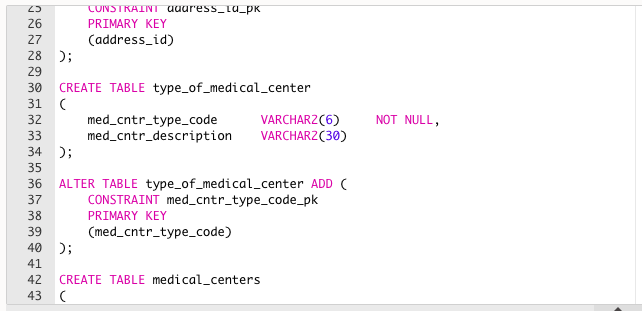 25 CONSTRAINT address_id_pk
26 PRIMARY KEY
27 (address_id)
28 );
29
30 CREATE TABLE type_of_medical_center
31 (
32 med_cntr_type_code VARCHAR2(6) NOT NULL,
33 med_cntr_description VARCHAR2(30)
34 );
35
36 ALTER TABLE type_of_medical_center ADD (
37 CONSTRAINT med_cntr_type_code_pk
38 PRIMARY KEY
39 (med_cntr_type_code)
40 );
41
42 CREATE TABLE medical_centers
43 (